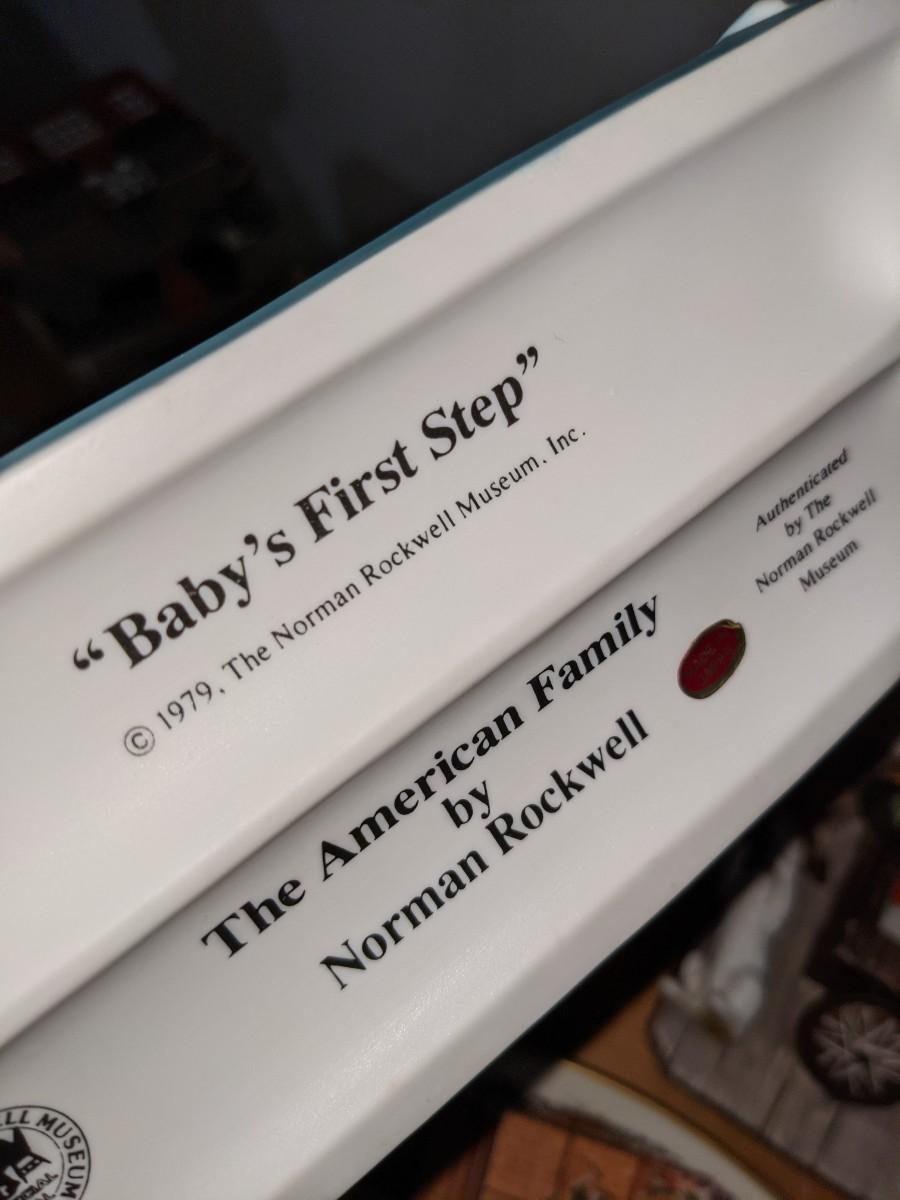 “Baby’s First Step”
© 1979, The Norman Rockwell Museum, Inc.
The American Family
by
Norman Rockwell
Authenticated
by The
Norman Rockwell
Museum
MUSEUM